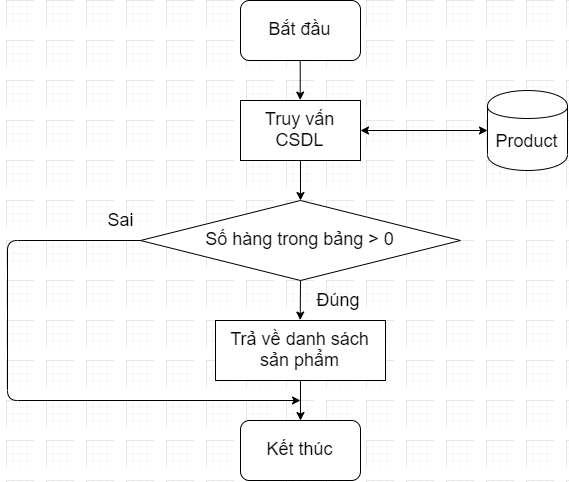 Bắt đầu
Truy vấn
CSDL
Product
Sai
Số hàng trong bảng > 0
Đúng
Trả về danh sách
sản phẩm
Kết thúc